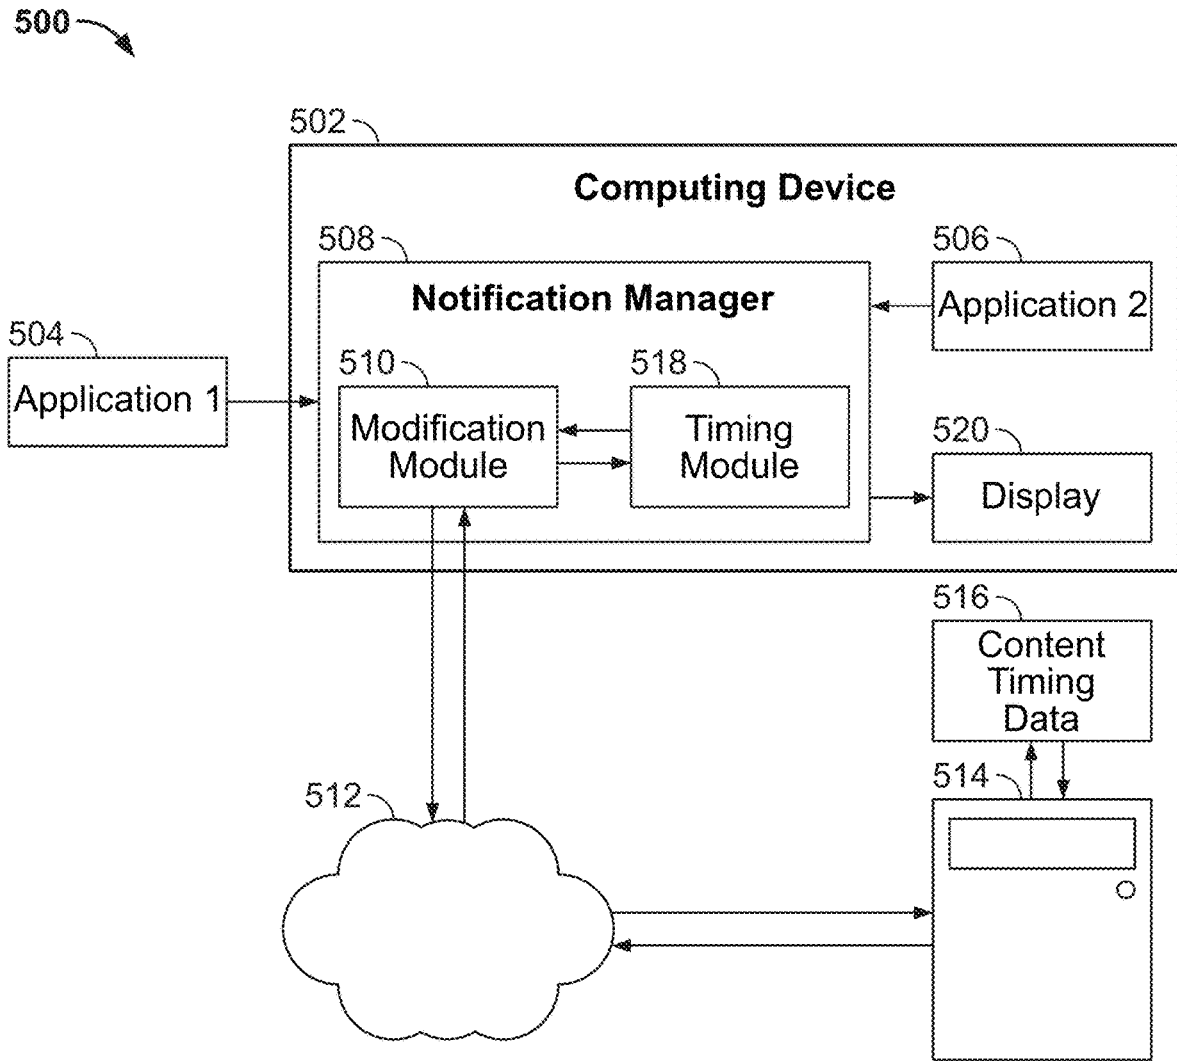 500
502
Computing Device
508
Notification Manager
506
Application 2
504
Application 1
510
Modification
Module
518
Timing
Module
520
Display
516
Content
Timing
Data
514
512